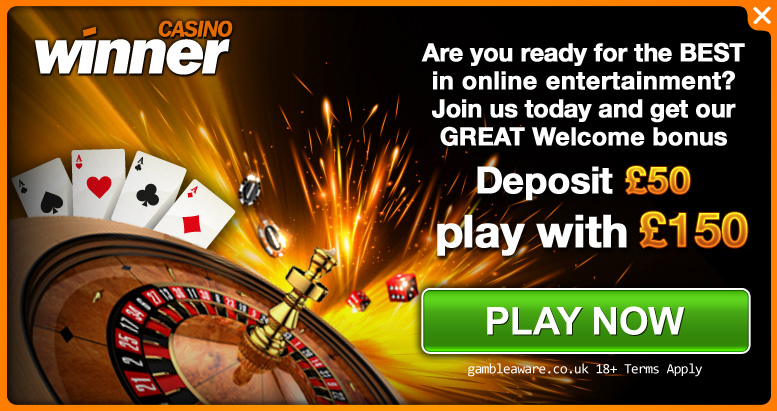 CASINO
winner
Are you ready for the BEST
in online entertainment?
Join us today and get our
GREAT Welcome bonus
Deposit £50
play with £150
PLAY NOW
gambleaware.co.uk 18+ Terms Apply
A
A
A
A